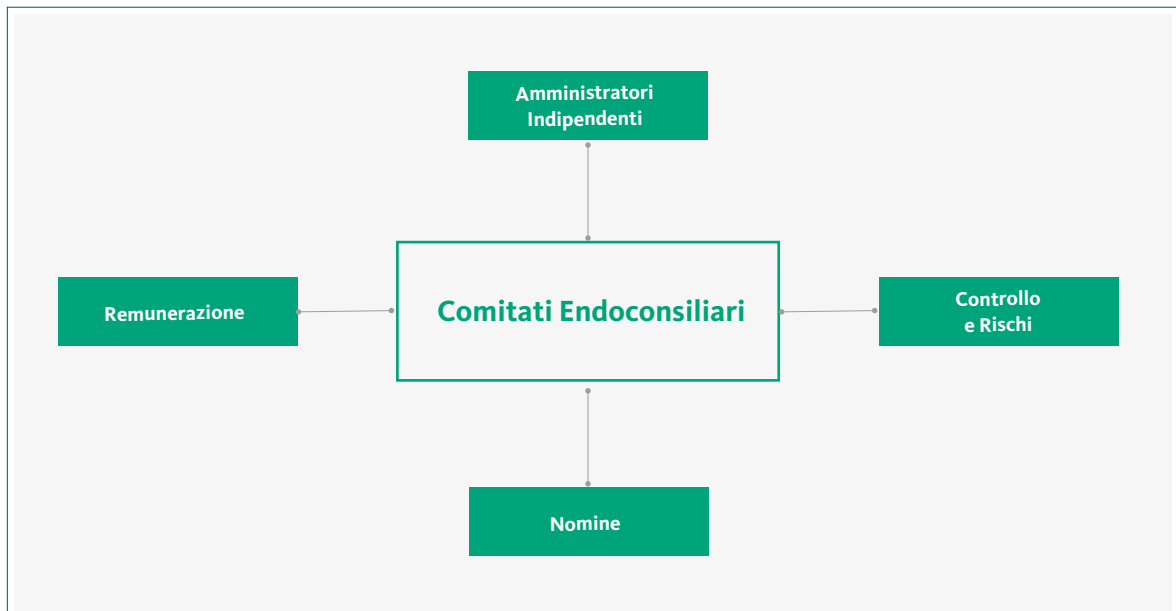 Amministratori
Indipendenti
Remunerazione
Comitati Endoconsiliari
Controllo
e Rischi
Nomine